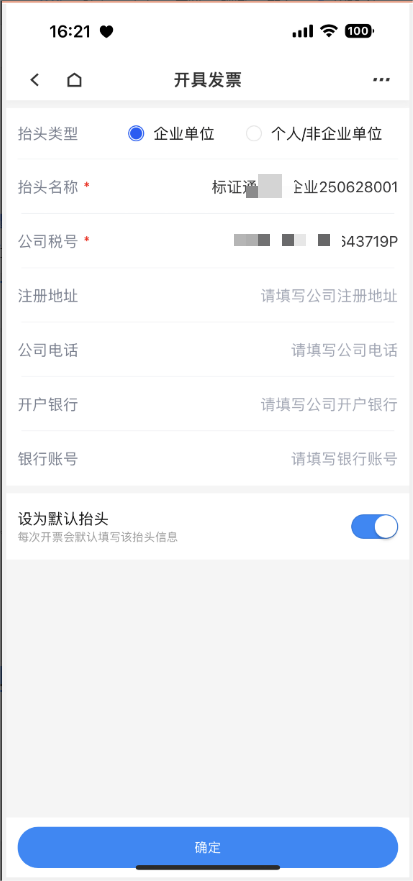 16:21
100
开具发票
抬头类型 企业单位 个人/非企业单位
抬头名称 * 标证通 企业250628001
公司税号 * 643719P
注册地址 请填写公司注册地址
公司电话 请填写公司电话
开户银行 请填写公司开户银行
银行账号 请填写银行账号
设为默认抬头
每次开票会默认填写该抬头信息
确定